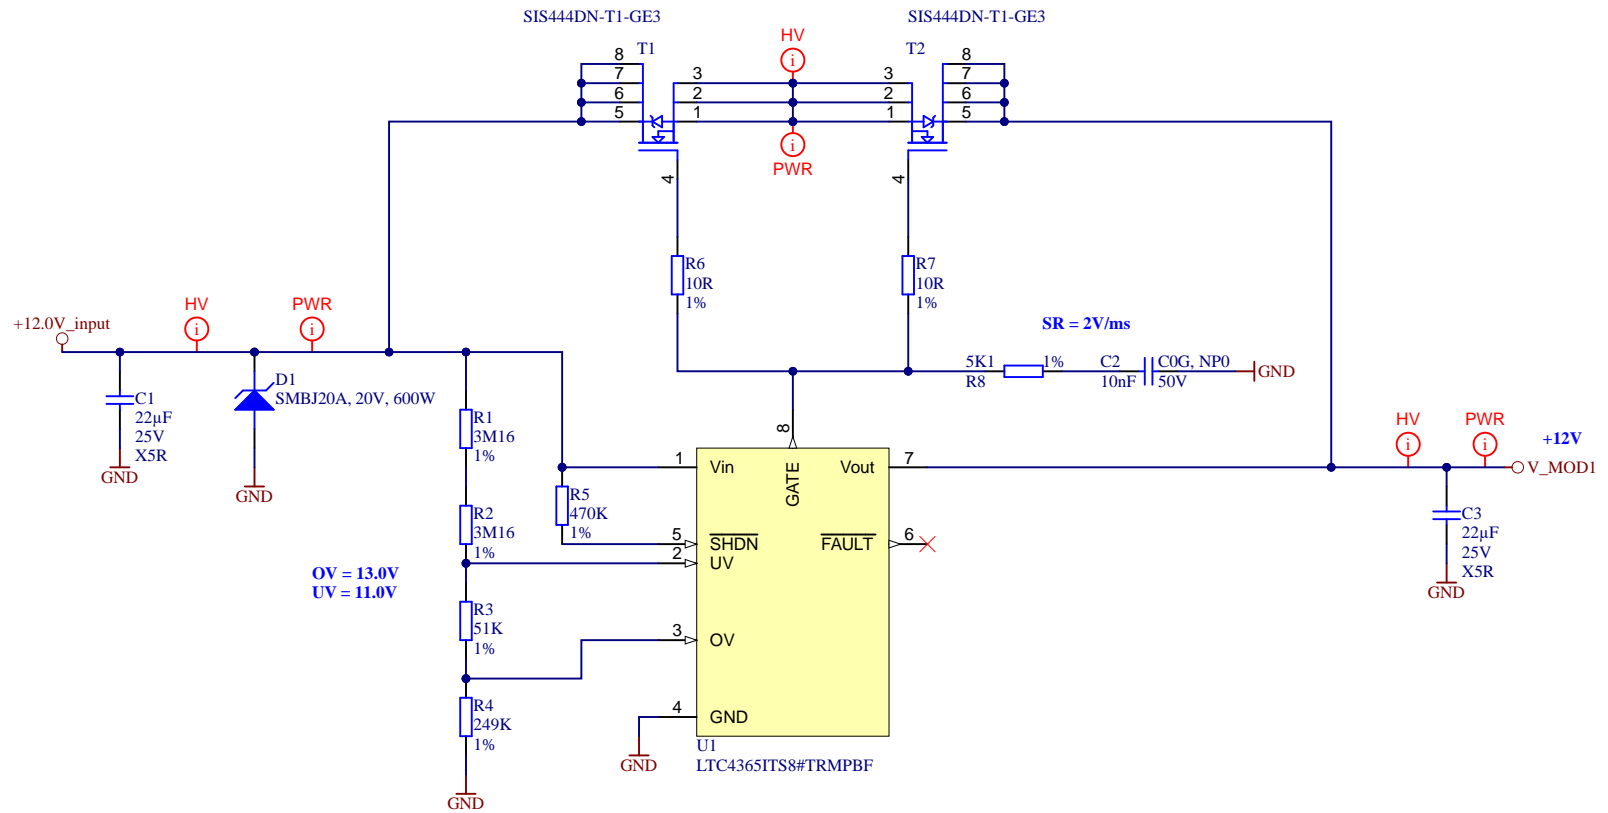 SIS444DN-T1-GE3
SIS444DN-T1-GE3
T1
HV
i
T2
8
7
6
5
3
2
1
3
2
1
8
7
6
5
i
PWR
4
4
R6
10R
1%
R7
10R
1%
+12.0V_input
HV
i
PWR
i
SR = 2V/ms
5K1
R8
1%
C2
10nF
C0G, NP0
50V
GND
C1
22µF
25V
X5R
GND
D1
SMBJ20A, 20V, 600W
GND
R1
3M16
1%
R2
3M16
1%
OV = 13.0V
UV = 11.0V
R3
51K
1%
R4
249K
1%
GND
R5
470K
1%
8
GATE
1
Vin
Vout
7
5
SHDN
FAULT
6
2
UV
3
OV
4
GND
GND
U1
LTC4365ITS8#TRMPBF
HV
i
PWR
i
+12V
V_MOD1
C3
22µF
25V
X5R
GND